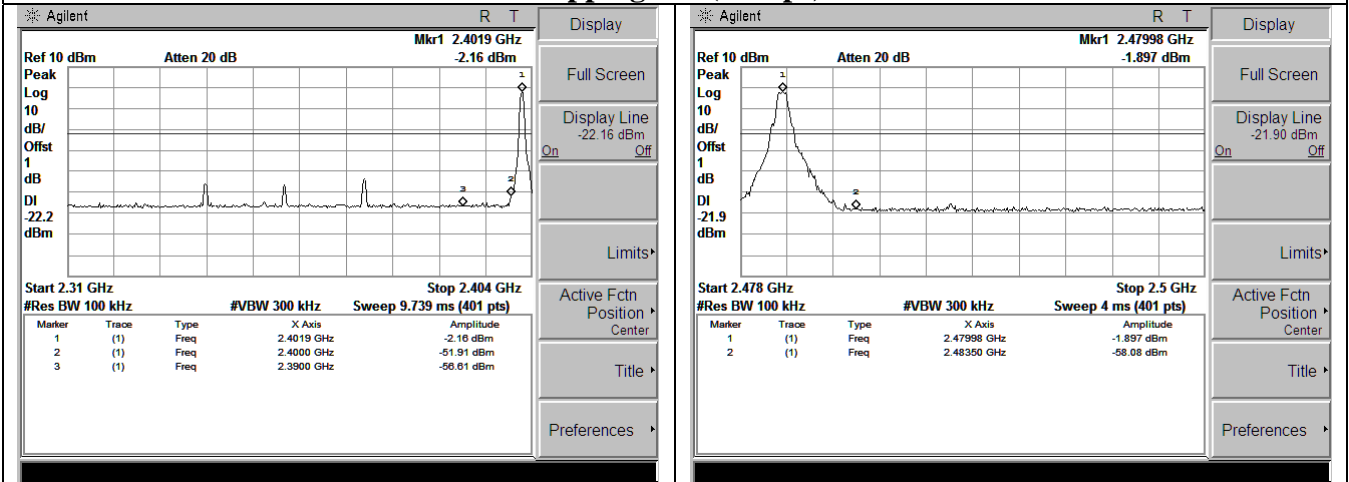 Agilent R T
Mkr1 2.4019 GHz
Ref 10 dBm Atten 20 dB -2.16 dBm
Peak
Log
10
dB/
Offst
1
dB
DI
-22.2
dBm
1
2
3
Start 2.31 GHz Stop 2.404 GHz
#Res BW 100 kHz #VBW 300 kHz Sweep 9.739 ms (401 pts)
Marker Trace Type X Axis Amplitude
1 (1) Freq 2.4019 GHz -2.16 dBm
2 (1) Freq 2.4000 GHz -51.91 dBm
3 (1) Freq 2.3900 GHz -56.61 dBm
Display
Full Screen
Display Line
-22.16 dBm
On Off
Limits
Active Fctn
Position
Center
Title
Preferences
Agilent R T
Mkr1 2.47998 GHz
Ref 10 dBm Atten 20 dB -1.897 dBm
Peak
Log
10
dB/
Offst
1
dB
DI
-21.9
dBm
1
2
Start 2.478 GHz Stop 2.5 GHz
#Res BW 100 kHz #VBW 300 kHz Sweep 4 ms (401 pts)
Marker Trace Type X Axis Amplitude
1 (1) Freq 2.47998 GHz -1.897 dBm
2 (1) Freq 2.48350 GHz -58.08 dBm
Display
Full Screen
Display Line
-21.90 dBm
On Off
Limits
Active Fctn
Position
Center
Title
Preferences